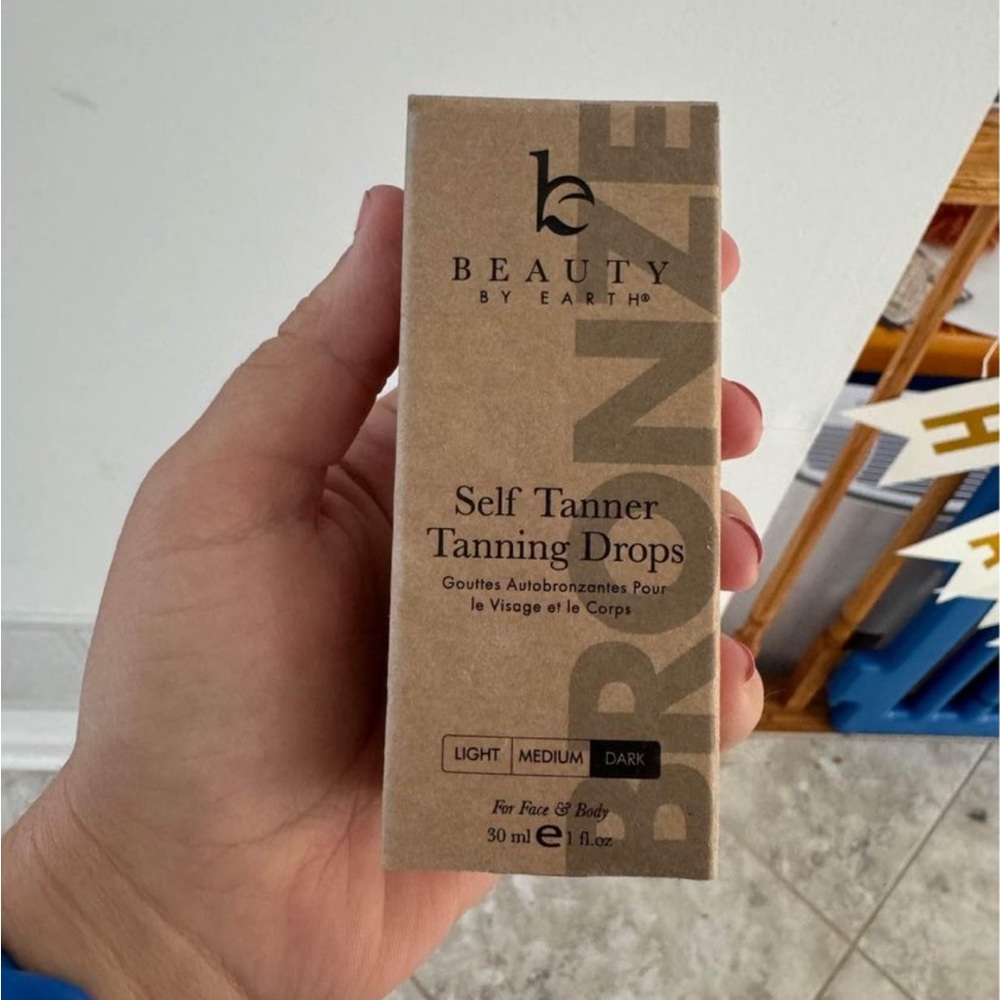 BEAUTY
BY EARTH®
BRONZE
Self Tanner
Tanning Drops
Gouttes Autobronzantes Pour
le Visage et le Corps
LIGHT MEDIUM DARK
For Face & Body
30 ml e 1 fl.oz
H
A